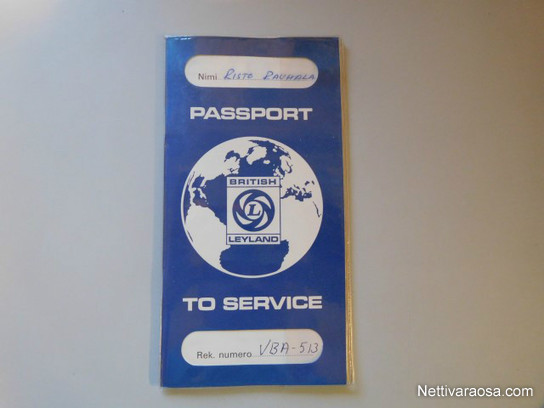 Nimi Risto Rauhala
PASSPORT
BRITISH
L
LEYLAND
TO SERVICE
Rek. numero VBA-513
Nettivaraosa.com